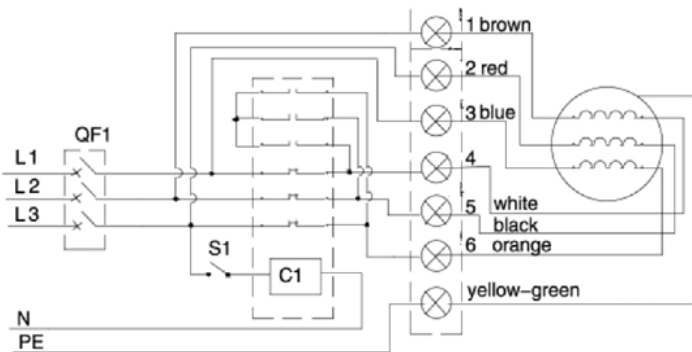 1 brown
2 red
3 blue
QF1
L1
4
L2
5 white
L3
black
S1
6 orange
C1
yellow-green
N
PE